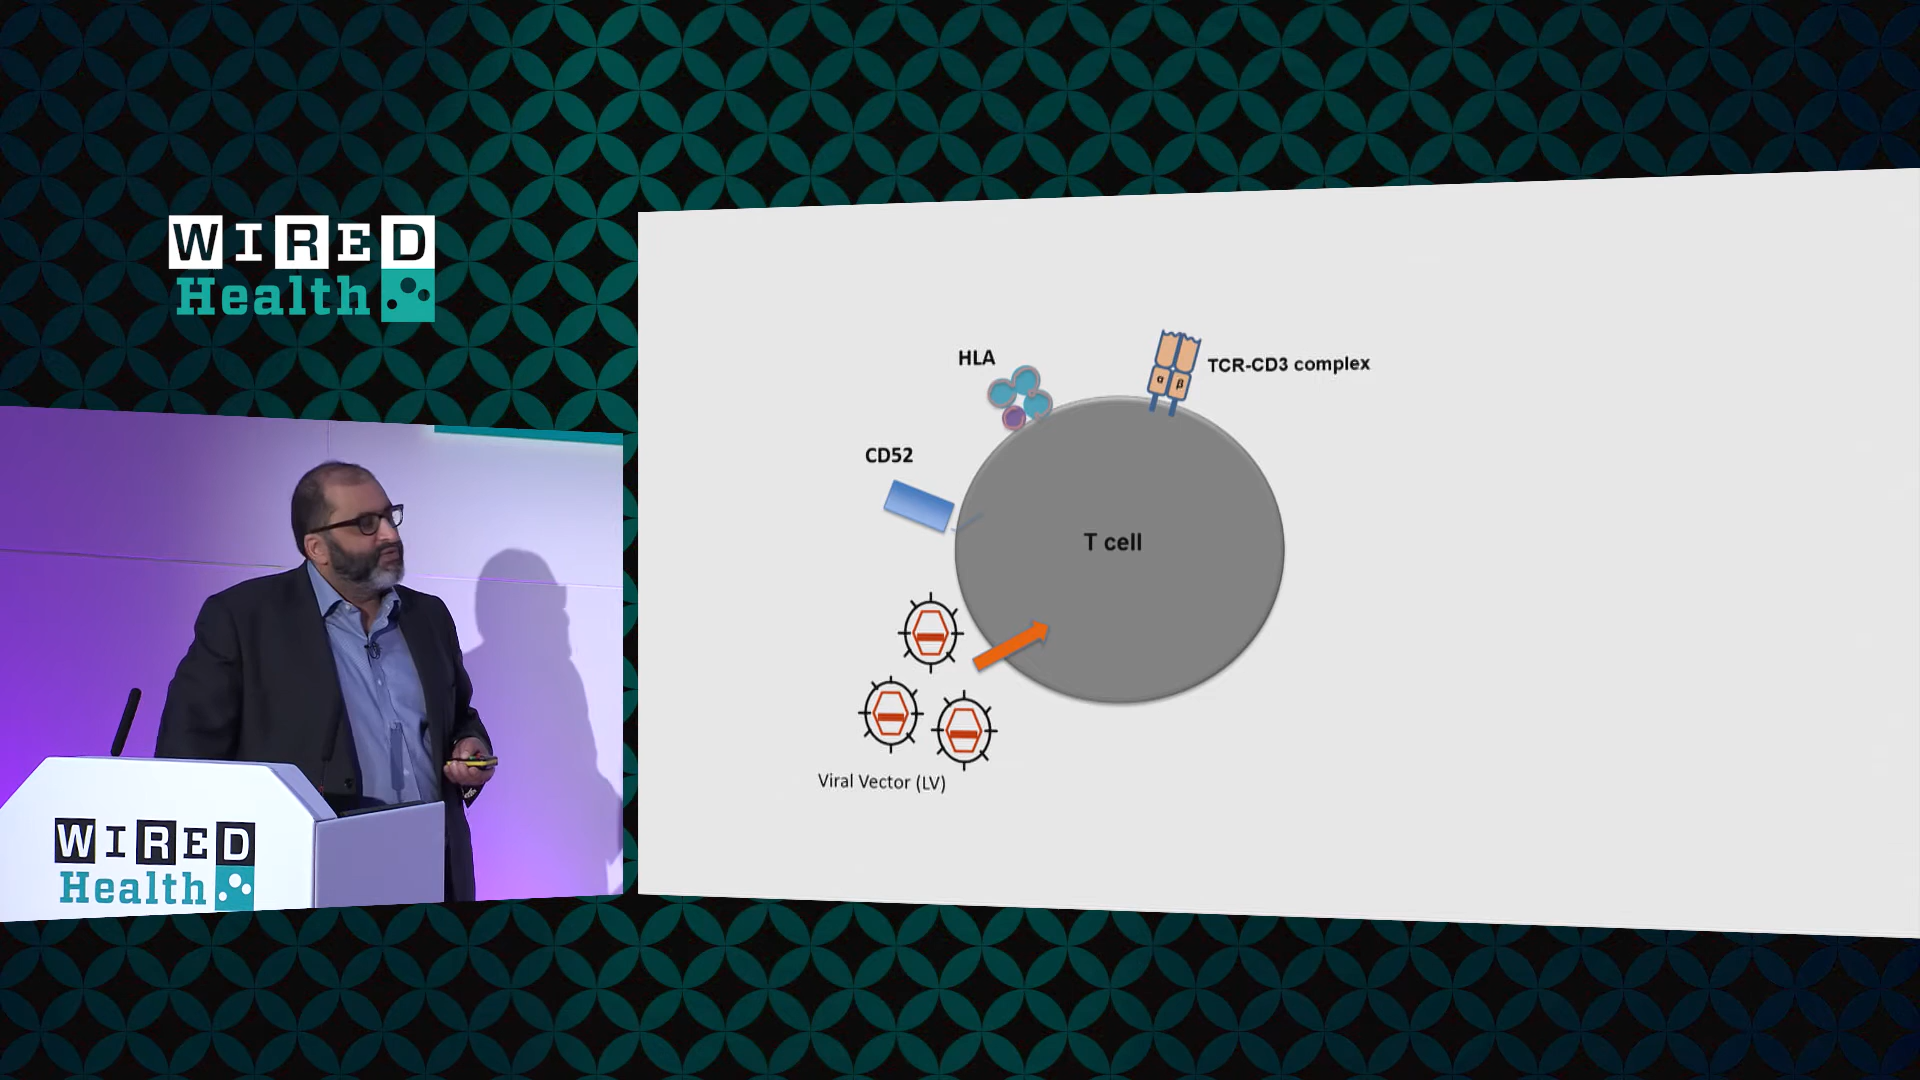 WIRED
Health
HLA
TCR-CD3 complex
α β
CD52
T cell
Viral Vector (LV)
WIRED
Health